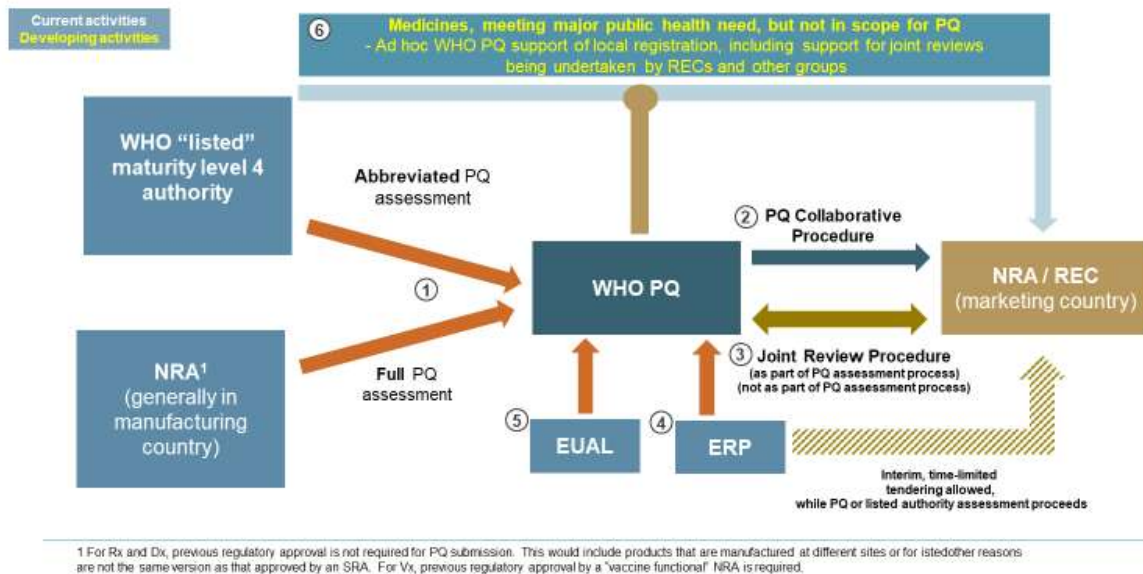 Current activities
Developing activities
⑥
Medicines, meeting major public health need, but not in scope for PQ
- Ad hoc WHO PQ support of local registration, including support for joint reviews
being undertaken by RECs and other groups
WHO “listed”
maturity level 4
authority
Abbreviated PQ
assessment
①
NRA¹
(generally in
manufacturing
country)
Full PQ
assessment
WHO PQ
② PQ Collaborative
Procedure
NRA / REC
(marketing country)
③ Joint Review Procedure
(as part of PQ assessment process)
(not as part of PQ assessment process)
⑤
EUAL
④
ERP
Interim, time-limited
tendering allowed,
while PQ or listed authority assessment proceeds
1 For Rx and Dx, previous regulatory approval is not required for PQ submission. This would include products that are manufactured at different sites or for istedother reasons
are not the same version as that approved by an SRA. For Vx, previous regulatory approval by a "vaccine functional" NRA is required.